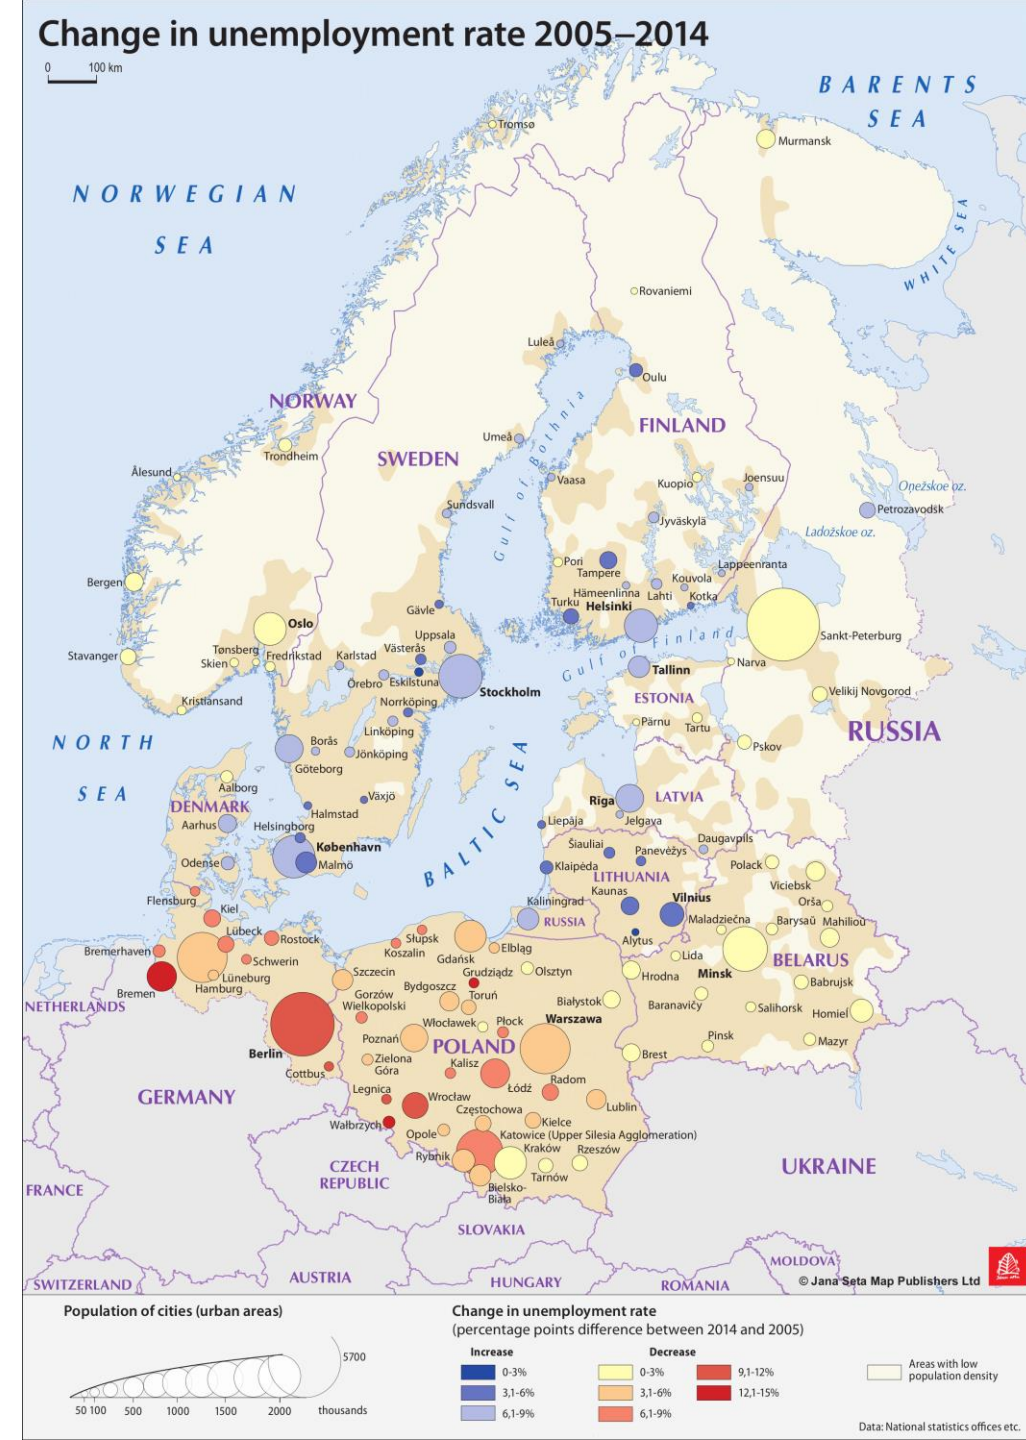 Change in unemployment rate 2005–2014
0 100 km
BARENTS
SEA
Tromsø
Murmansk
NORWEGIAN
SEA
WHITE SEA
Rovaniemi
Luleå
Oulu
NORWAY
FINLAND
Gulf of Bothnia
Umeå
Trondheim
SWEDEN
Ålesund
Vaasa
Kuopio
Joensuu
Onežskoe oz.
Sundsvall
Petrozavodsk
Jyväskylä
Ladožskoe oz.
Pori
Tampere
Lappeenranta
Bergen
Hämeenlinna
Lahti
Kouvola
Kotka
Gävle
Turku
Helsinki
Oslo
Uppsala
Gulf of Finland
Sankt-Peterburg
Tønsberg
Fredrikstad
Karlstad
Västerås
Stavanger
Skien
Narva
Tallinn
Örebro
Eskilstuna
Stockholm
Kristiansand
Norrköping
ESTONIA
Velikij Novgorod
Linköping
Pärnu
Tartu
RUSSIA
NORTH
SEA
Borås
Jönköping
Göteborg
Pskov
BALTIC SEA
Aalborg
DENMARK
Växjö
Halmstad
Rīga
LATVIA
Aarhus
Helsingborg
Liepāja
Jelgava
København
Malmö
Odense
Šiauliai
Panevėžys
Daugavpils
Klaipėda
LITHUANIA
Polack
Viciebsk
Flensburg
Kaunas
Vilnius
Orša
Kiel
Kaliningrad
RUSSIA
Maladziečna
Barysaŭ
Mahilioŭ
Lübeck
Rostock
Słupsk
Koszalin
Alytus
Bremerhaven
Schwerin
Gdańsk
Elbląg
Lida
BELARUS
Lüneburg
Hamburg
Szczecin
Grudziądz
Olsztyn
Hrodna
Minsk
Babrujsk
Bremen
NETHERLANDS
Gorzów
Wielkopolski
Bydgoszcz
Toruń
Białystok
Baranavičy
Salihorsk
Homiel
Włocławek
Płock
Warszawa
Poznań
POLAND
Pinsk
Mazyr
Berlin
Zielona
Góra
Kalisz
Brest
Cottbus
Łódź
Radom
GERMANY
Legnica
Wrocław
Lublin
Częstochowa
Wałbrzych
Kielce
Opole
Katowice (Upper Silesia Agglomeration)
Rybnik
Kraków
Rzeszów
Tarnów
CZECH
REPUBLIC
Bielsko-
Biała
UKRAINE
FRANCE
SLOVAKIA
MOLDOVA
SWITZERLAND
AUSTRIA
HUNGARY
ROMANIA
© Jana Seta Map Publishers Ltd
Population of cities (urban areas)
5700
50 100 500 1000 1500 2000 thousands
Change in unemployment rate
(percentage points difference between 2014 and 2005)
Increase
0-3%
3,1-6%
6,1-9%
Decrease
0-3%
3,1-6%
6,1-9%
9,1-12%
12,1-15%
Areas with low
population density
Data: National statistics offices etc.